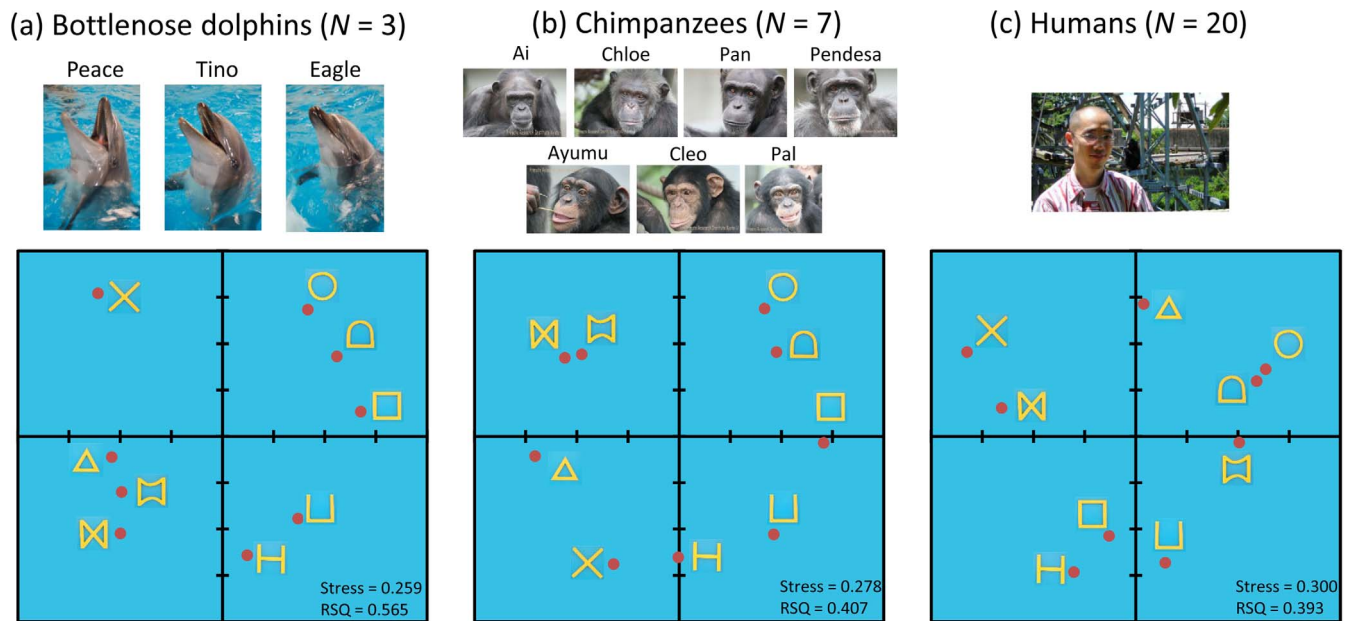 (a) Bottlenose dolphins (N = 3)
Peace Tino Eagle
(b) Chimpanzees (N = 7)
Ai Chloe Pan Pendesa
Ayumu Cleo Pal
(c) Humans (N = 20)
Stress = 0.259
RSQ = 0.565
Stress = 0.278
RSQ = 0.407
Stress = 0.300
RSQ = 0.393